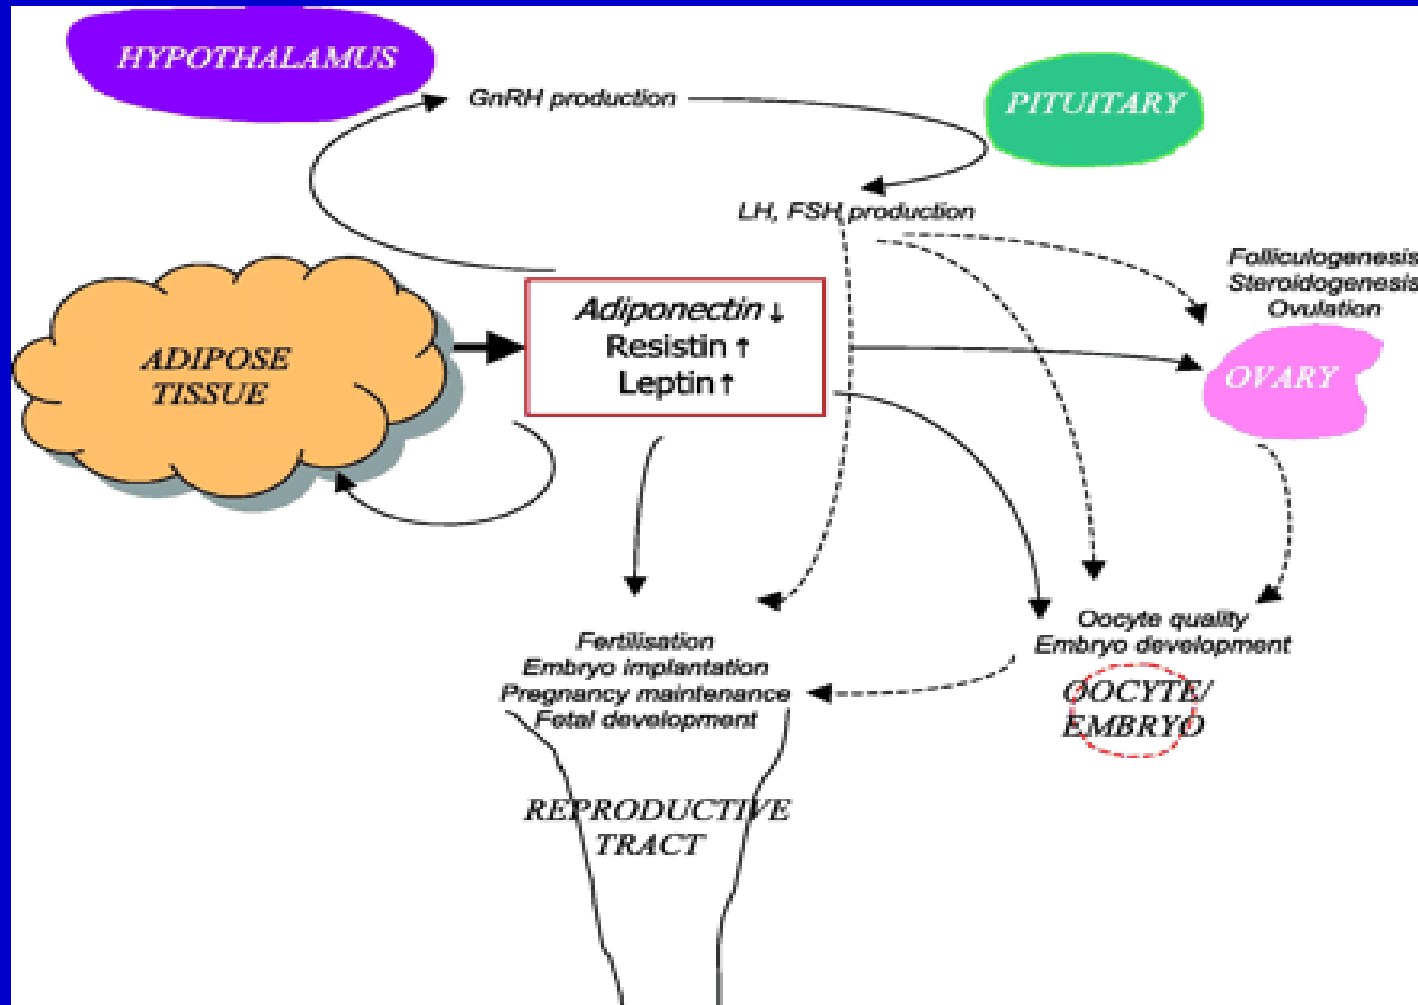 HYPOTHALAMUS
GnRH production
PITUITARY
LH, FSH production
Folliculogenesis
Steroidogenesis
Ovulation
OVARY
Adiponectin ↓
Resistin ↑
Leptin ↑
ADIPOSE
TISSUE
Fertilisation
Embryo implantation
Pregnancy maintenance
Fetal development
Oocyte quality
Embryo development
OOCYTE/
EMBRYO
REPRODUCTIVE
TRACT